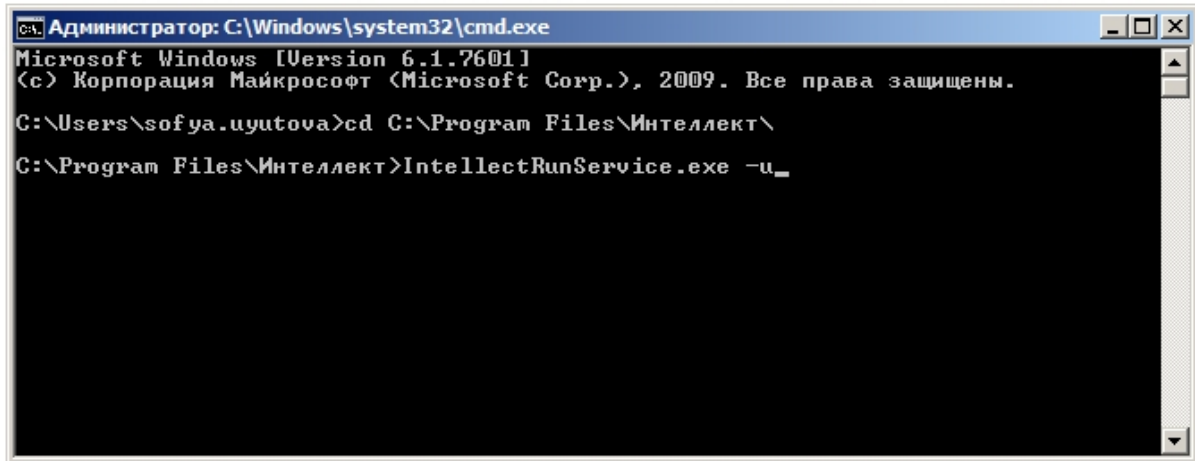 Администратор: C:\Windows\system32\cmd.exe
Microsoft Windows [Version 6.1.7601]
(c) Корпорация Майкрософт (Microsoft Corp.), 2009. Все права защищены.
C:\Users\sofya.uyutova>cd C:\Program Files\Интеллект\
C:\Program Files\Интеллект>IntellectRunService.exe -u_